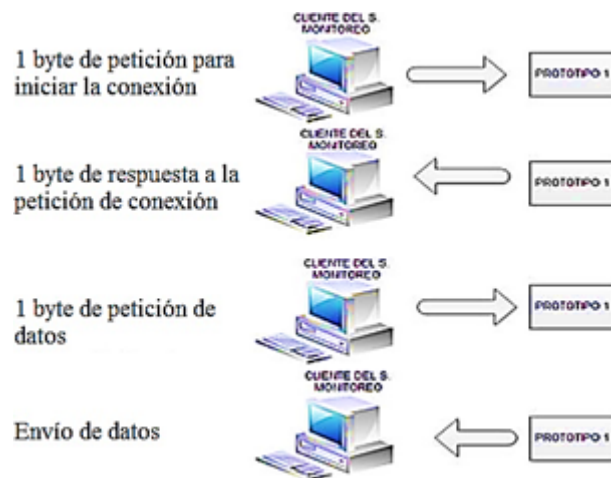 CLIENTE DEL S.
MONITOREO
1 byte de petición para
iniciar la conexión
PROTOTIPO 1
CLIENTE DEL S.
MONITOREO
1 byte de respuesta a la
petición de conexión
PROTOTIPO 1
CLIENTE DEL S.
MONITOREO
1 byte de petición de
datos
PROTOTIPO 1
CLIENTE DEL S.
MONITOREO
Envío de datos
PROTOTIPO 1